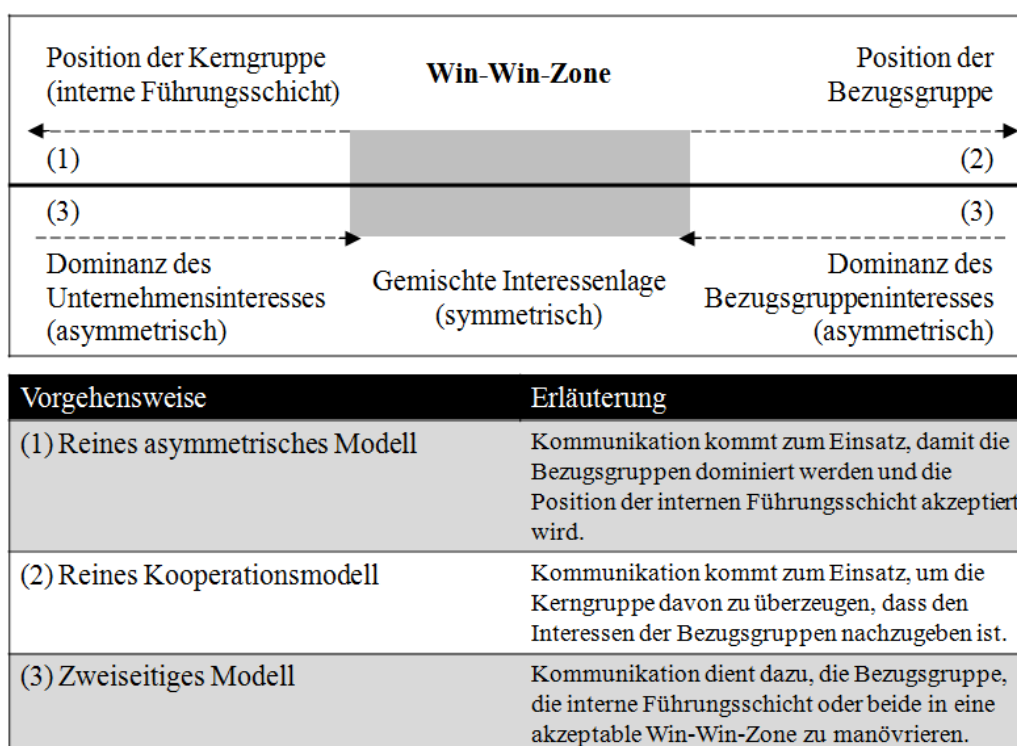 Position der Kerngruppe
(interne Führungsschicht)
Win-Win-Zone
Position der
Bezugsgruppe
(1)
(2)
(3)
(3)
Dominanz des
Unternehmensinteresses
(asymmetrisch)
Gemischte Interessenlage
(symmetrisch)
Dominanz des
Bezugsgruppeninteresses
(asymmetrisch)
Vorgehensweise
Erläuterung
(1) Reines asymmetrisches Modell
Kommunikation kommt zum Einsatz, damit die
Bezugsgruppen dominiert werden und die
Position der internen Führungsschicht akzeptiert
wird.
(2) Reines Kooperationsmodell
Kommunikation kommt zum Einsatz, um die
Kerngruppe davon zu überzeugen, dass den
Interessen der Bezugsgruppen nachzugeben ist.
(3) Zweiseitiges Modell
Kommunikation dient dazu, die Bezugsgruppe,
die interne Führungsschicht oder beide in eine
akzeptable Win-Win-Zone zu manövrieren.